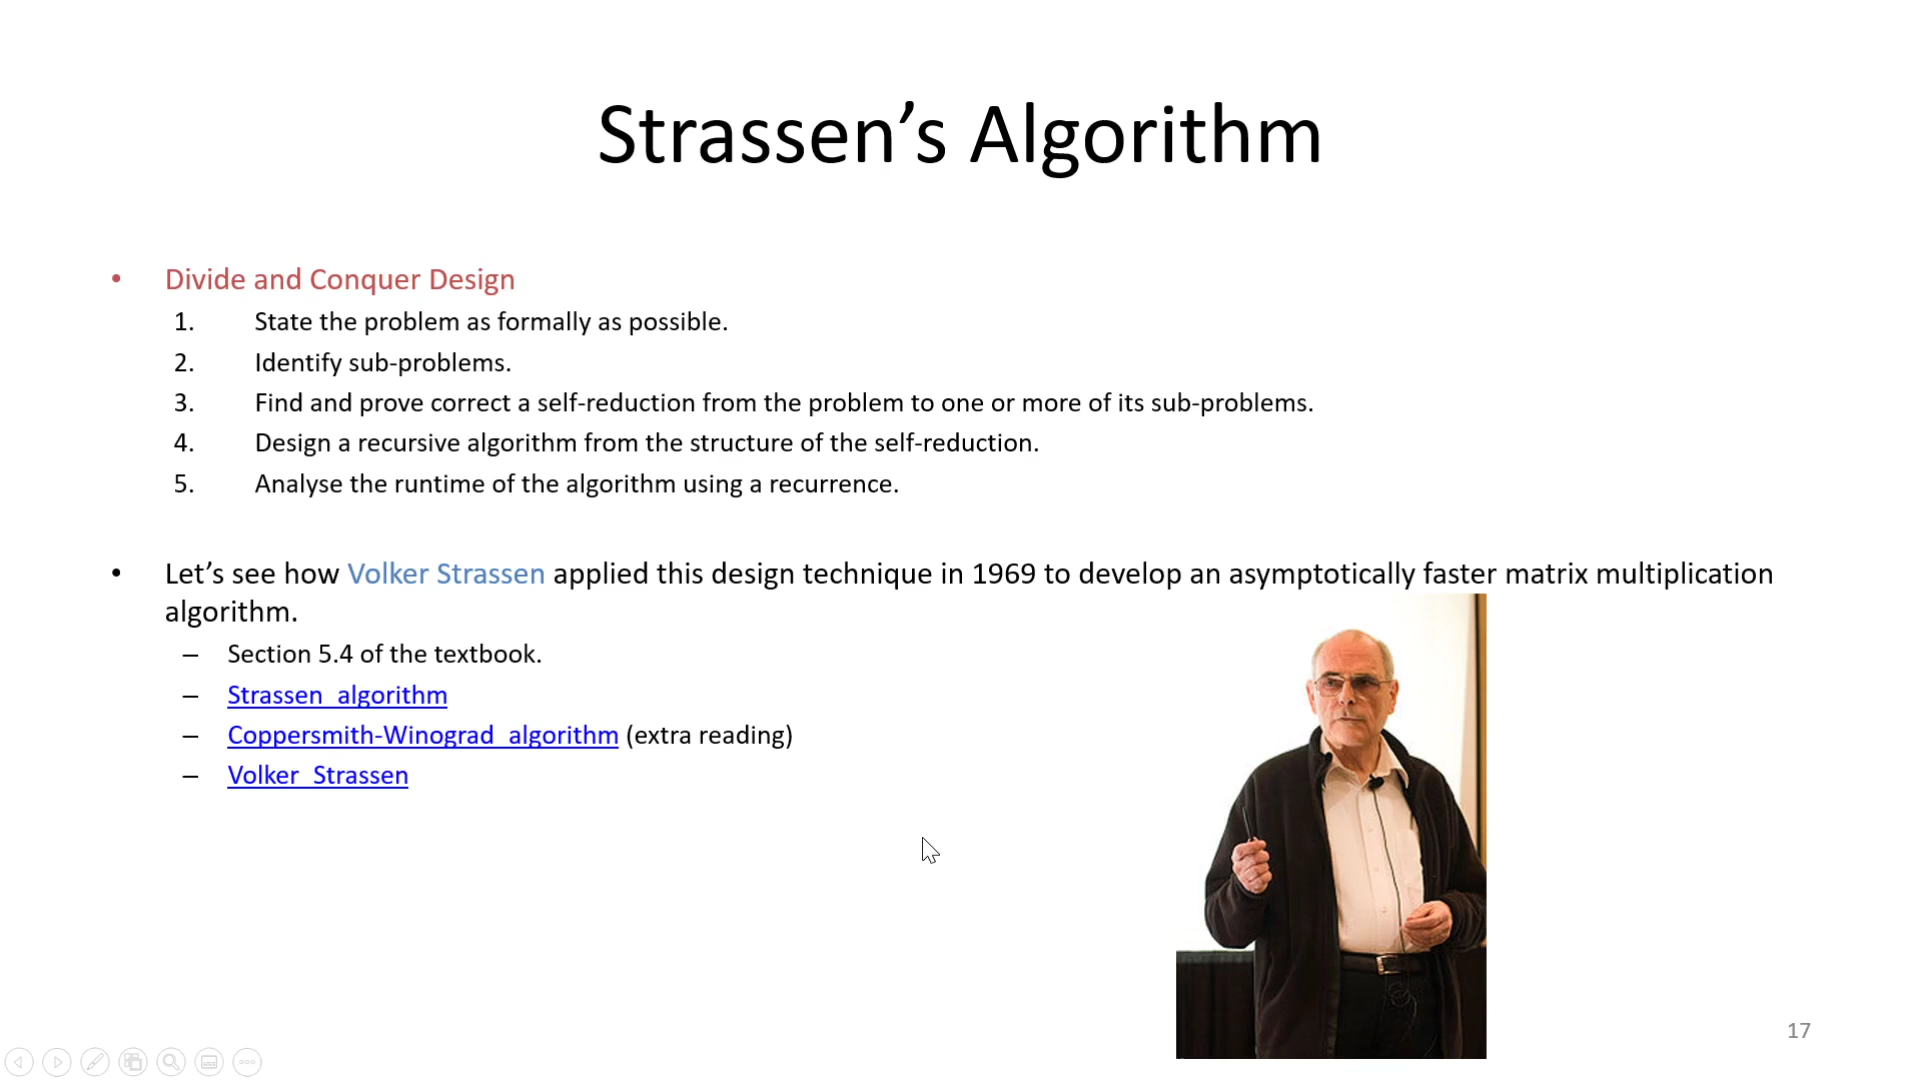 Strassen’s Algorithm
• Divide and Conquer Design
1. State the problem as formally as possible.
2. Identify sub-problems.
3. Find and prove correct a self-reduction from the problem to one or more of its sub-problems.
4. Design a recursive algorithm from the structure of the self-reduction.
5. Analyse the runtime of the algorithm using a recurrence.
• Let’s see how Volker Strassen applied this design technique in 1969 to develop an asymptotically faster matrix multiplication
algorithm.
– Section 5.4 of the textbook.
– Strassen_algorithm
– Coppersmith-Winograd_algorithm (extra reading)
– Volker_Strassen
17